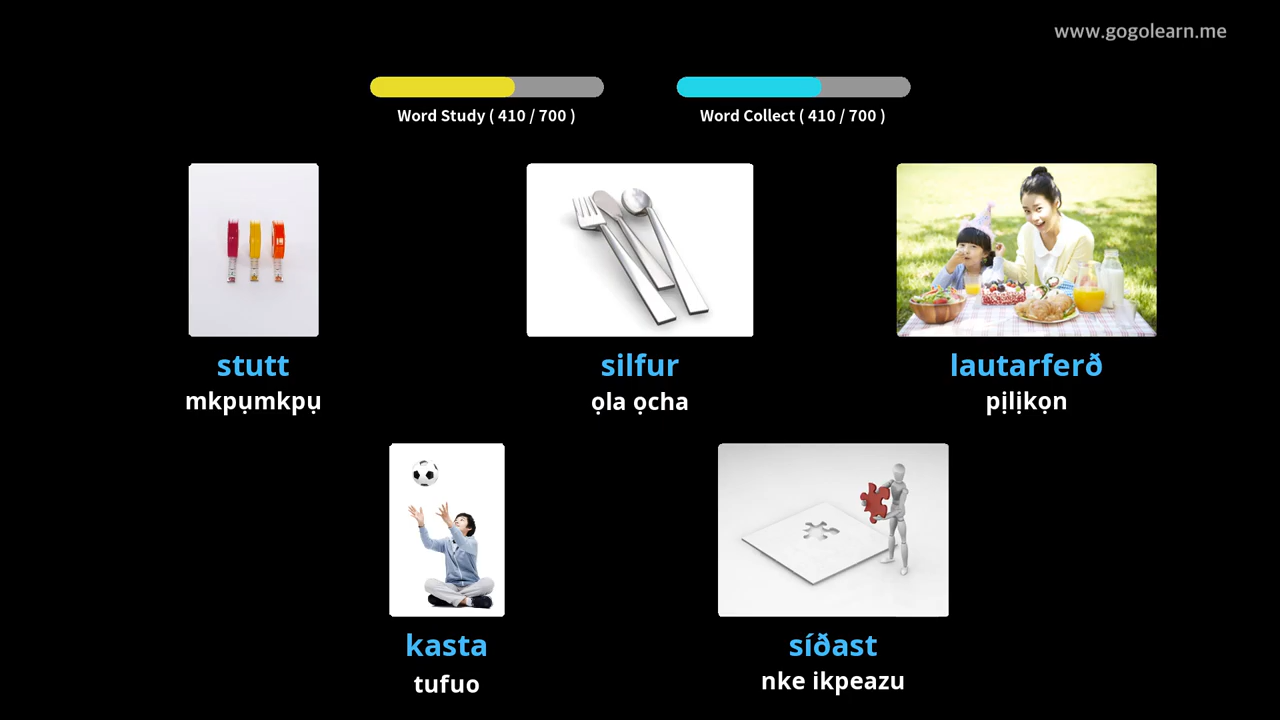 www.gogolearn.me
Word Study ( 410 / 700 )
Word Collect ( 410 / 700 )
stutt
mkpụmkpụ
silfur
ọla ọcha
lautarferð
pịlịkọn
kasta
tufuo
síðast
nke ikpeazu